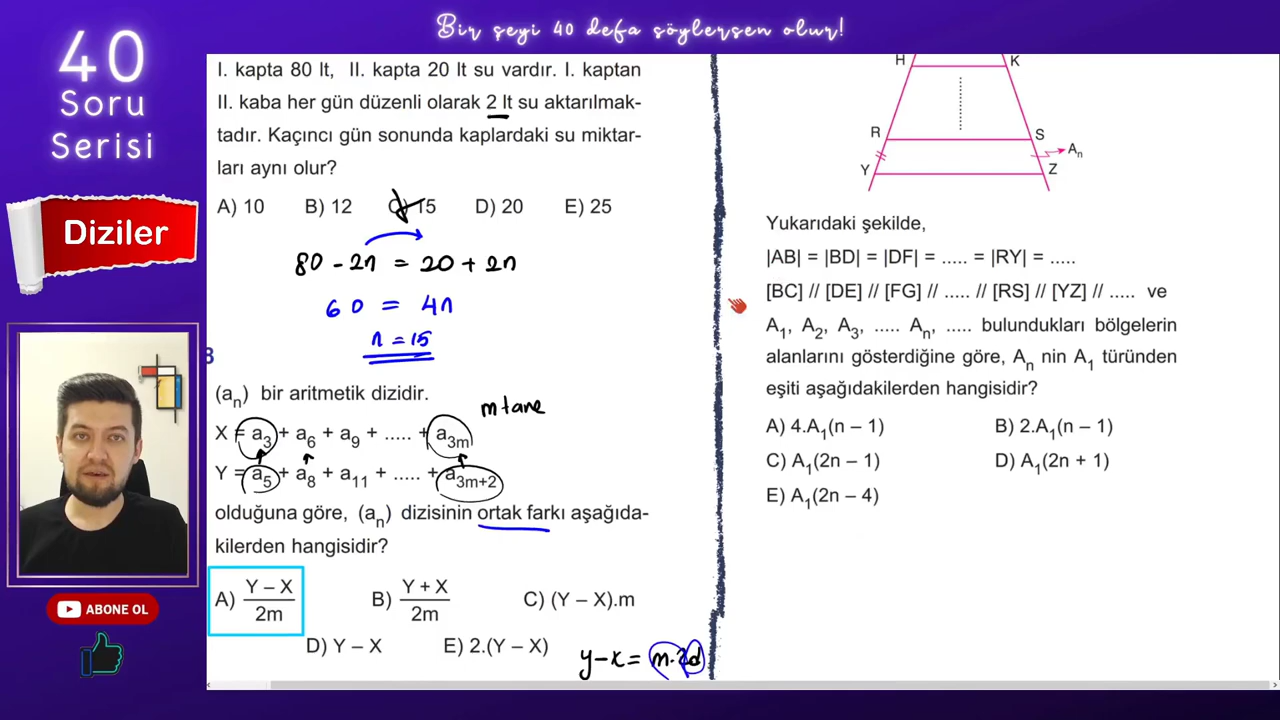 Bir şeyi 40 defa söylersen olur!
40
Soru
Serisi
Diziler
ABONE OL
I. kapta 80 lt, II. kapta 20 lt su vardır. I. kaptan
II. kaba her gün düzenli olarak 2 lt su aktarılmak-
tadır. Kaçıncı gün sonunda kaplardaki su miktar-
ları aynı olur?
A) 10 B) 12 C) 15 D) 20 E) 25
80 - 2n = 20 + 2n
60 = 4n
n = 15
8
(aₙ) bir aritmetik dizidir.
m tane
X = a₃ + a₆ + a₉ + ..... + a₃ₘ
Y = a₅ + a₈ + a₁₁ + ..... + a₃ₘ₊₂
olduğuna göre, (aₙ) dizisinin ortak farkı aşağıda-
kilerden hangisidir?
A) Y – X / 2m B) Y + X / 2m C) (Y – X).m
D) Y – X E) 2.(Y – X)
y-x = m.2d
H K
R S
Aₙ
Y Z
Yukarıdaki şekilde,
|AB| = |BD| = |DF| = ..... = |RY| = .....
[BC] // [DE] // [FG] // ..... // [RS] // [YZ] // ..... ve
A₁, A₂, A₃, ..... Aₙ, ..... bulundukları bölgelerin
alanlarını gösterdiğine göre, Aₙ nin A₁ türünden
eşiti aşağıdakilerden hangisidir?
A) 4.A₁(n – 1) B) 2.A₁(n – 1)
C) A₁(2n – 1) D) A₁(2n + 1)
E) A₁(2n – 4)